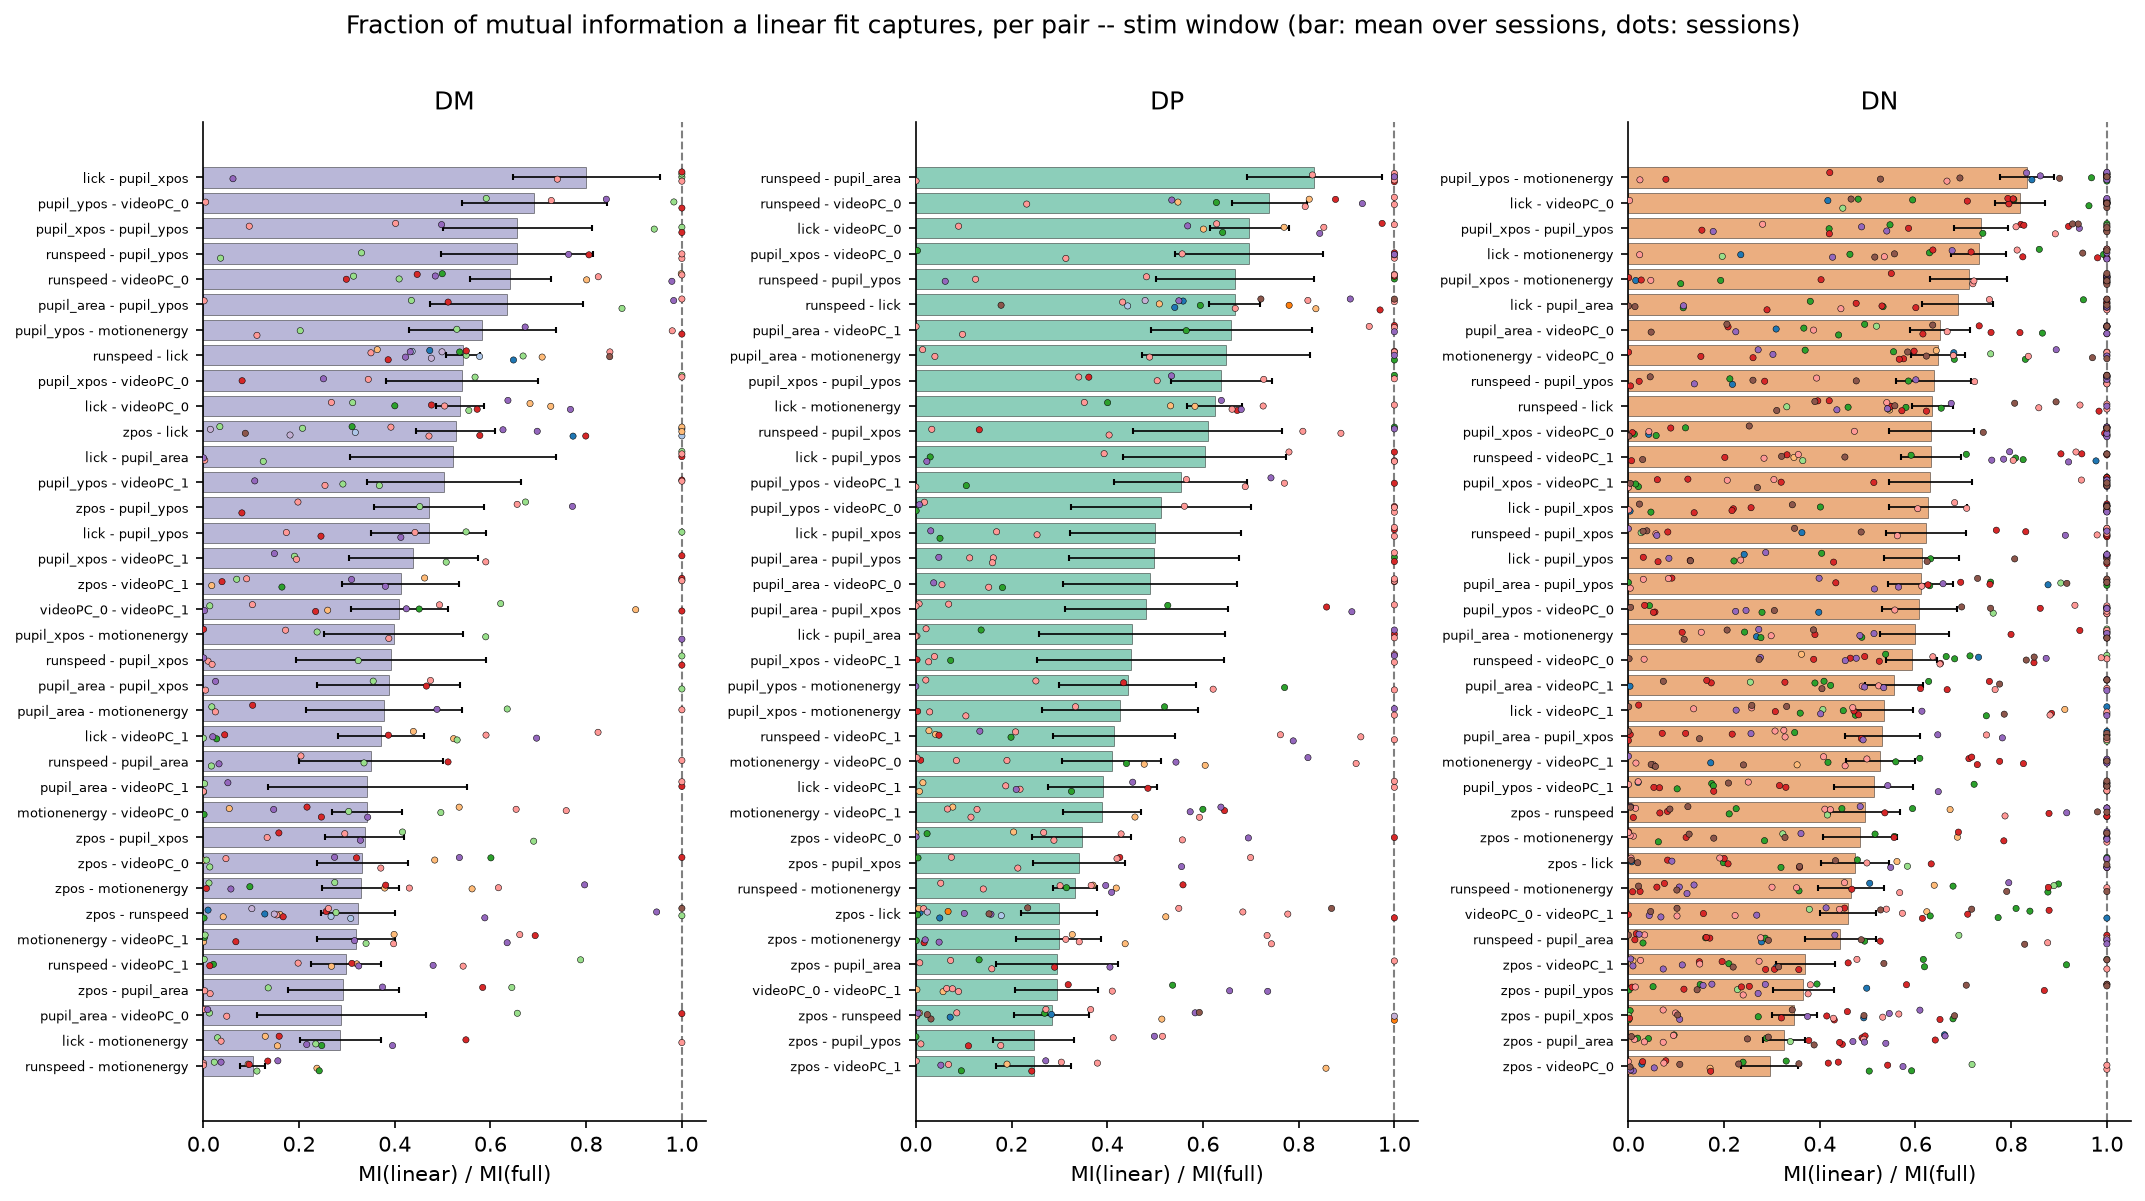 Fraction of mutual information a linear fit captures, per pair -- stim window (bar: mean over sessions, dots: sessions)
DM
lick - pupil_xpos
pupil_ypos - videoPC_0
pupil_xpos - pupil_ypos
runspeed - pupil_ypos
runspeed - videoPC_0
pupil_area - pupil_ypos
pupil_ypos - motionenergy
runspeed - lick
pupil_xpos - videoPC_0
lick - videoPC_0
zpos - lick
lick - pupil_area
pupil_ypos - videoPC_1
zpos - pupil_ypos
lick - pupil_ypos
pupil_xpos - videoPC_1
zpos - videoPC_1
videoPC_0 - videoPC_1
pupil_xpos - motionenergy
runspeed - pupil_xpos
pupil_area - pupil_xpos
pupil_area - motionenergy
lick - videoPC_1
runspeed - pupil_area
pupil_area - videoPC_1
motionenergy - videoPC_0
zpos - pupil_xpos
zpos - videoPC_0
zpos - motionenergy
zpos - runspeed
motionenergy - videoPC_1
runspeed - videoPC_1
zpos - pupil_area
pupil_area - videoPC_0
lick - motionenergy
runspeed - motionenergy
0.0 0.2 0.4 0.6 0.8 1.0
MI(linear) / MI(full)
DP
runspeed - pupil_area
runspeed - videoPC_0
lick - videoPC_0
pupil_xpos - videoPC_0
runspeed - pupil_ypos
runspeed - lick
pupil_area - videoPC_1
pupil_area - motionenergy
pupil_xpos - pupil_ypos
lick - motionenergy
runspeed - pupil_xpos
lick - pupil_ypos
pupil_ypos - videoPC_1
pupil_ypos - videoPC_0
lick - pupil_xpos
pupil_area - pupil_ypos
pupil_area - videoPC_0
pupil_area - pupil_xpos
lick - pupil_area
pupil_xpos - videoPC_1
pupil_ypos - motionenergy
pupil_xpos - motionenergy
runspeed - videoPC_1
motionenergy - videoPC_0
lick - videoPC_1
motionenergy - videoPC_1
zpos - videoPC_0
zpos - pupil_xpos
runspeed - motionenergy
zpos - lick
zpos - motionenergy
zpos - pupil_area
videoPC_0 - videoPC_1
zpos - runspeed
zpos - pupil_ypos
zpos - videoPC_1
0.0 0.2 0.4 0.6 0.8 1.0
MI(linear) / MI(full)
DN
pupil_ypos - motionenergy
lick - videoPC_0
pupil_xpos - pupil_ypos
lick - motionenergy
pupil_xpos - motionenergy
lick - pupil_area
pupil_area - videoPC_0
motionenergy - videoPC_0
runspeed - pupil_ypos
runspeed - lick
pupil_xpos - videoPC_0
runspeed - videoPC_1
pupil_xpos - videoPC_1
lick - pupil_xpos
runspeed - pupil_xpos
lick - pupil_ypos
pupil_area - pupil_ypos
pupil_ypos - videoPC_0
pupil_area - motionenergy
runspeed - videoPC_0
pupil_area - videoPC_1
lick - videoPC_1
pupil_area - pupil_xpos
motionenergy - videoPC_1
pupil_ypos - videoPC_1
zpos - runspeed
zpos - motionenergy
zpos - lick
runspeed - motionenergy
videoPC_0 - videoPC_1
runspeed - pupil_area
zpos - videoPC_1
zpos - pupil_ypos
zpos - pupil_xpos
zpos - pupil_area
zpos - videoPC_0
0.0 0.2 0.4 0.6 0.8 1.0
MI(linear) / MI(full)